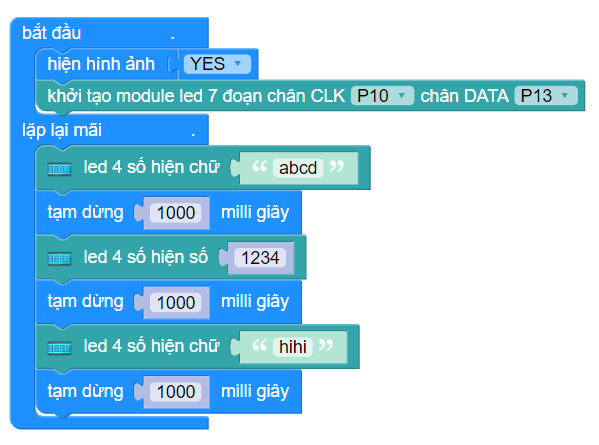 bắt đầu .
hiện hình ảnh YES
khởi tạo module led 7 đoạn chân CLK P10 chân DATA P13
lặp lại mãi .
led 4 số hiện chữ “ abcd ”
tạm dừng 1000 milli giây
led 4 số hiện số 1234
tạm dừng 1000 milli giây
led 4 số hiện chữ “ hihi ”
tạm dừng 1000 milli giây